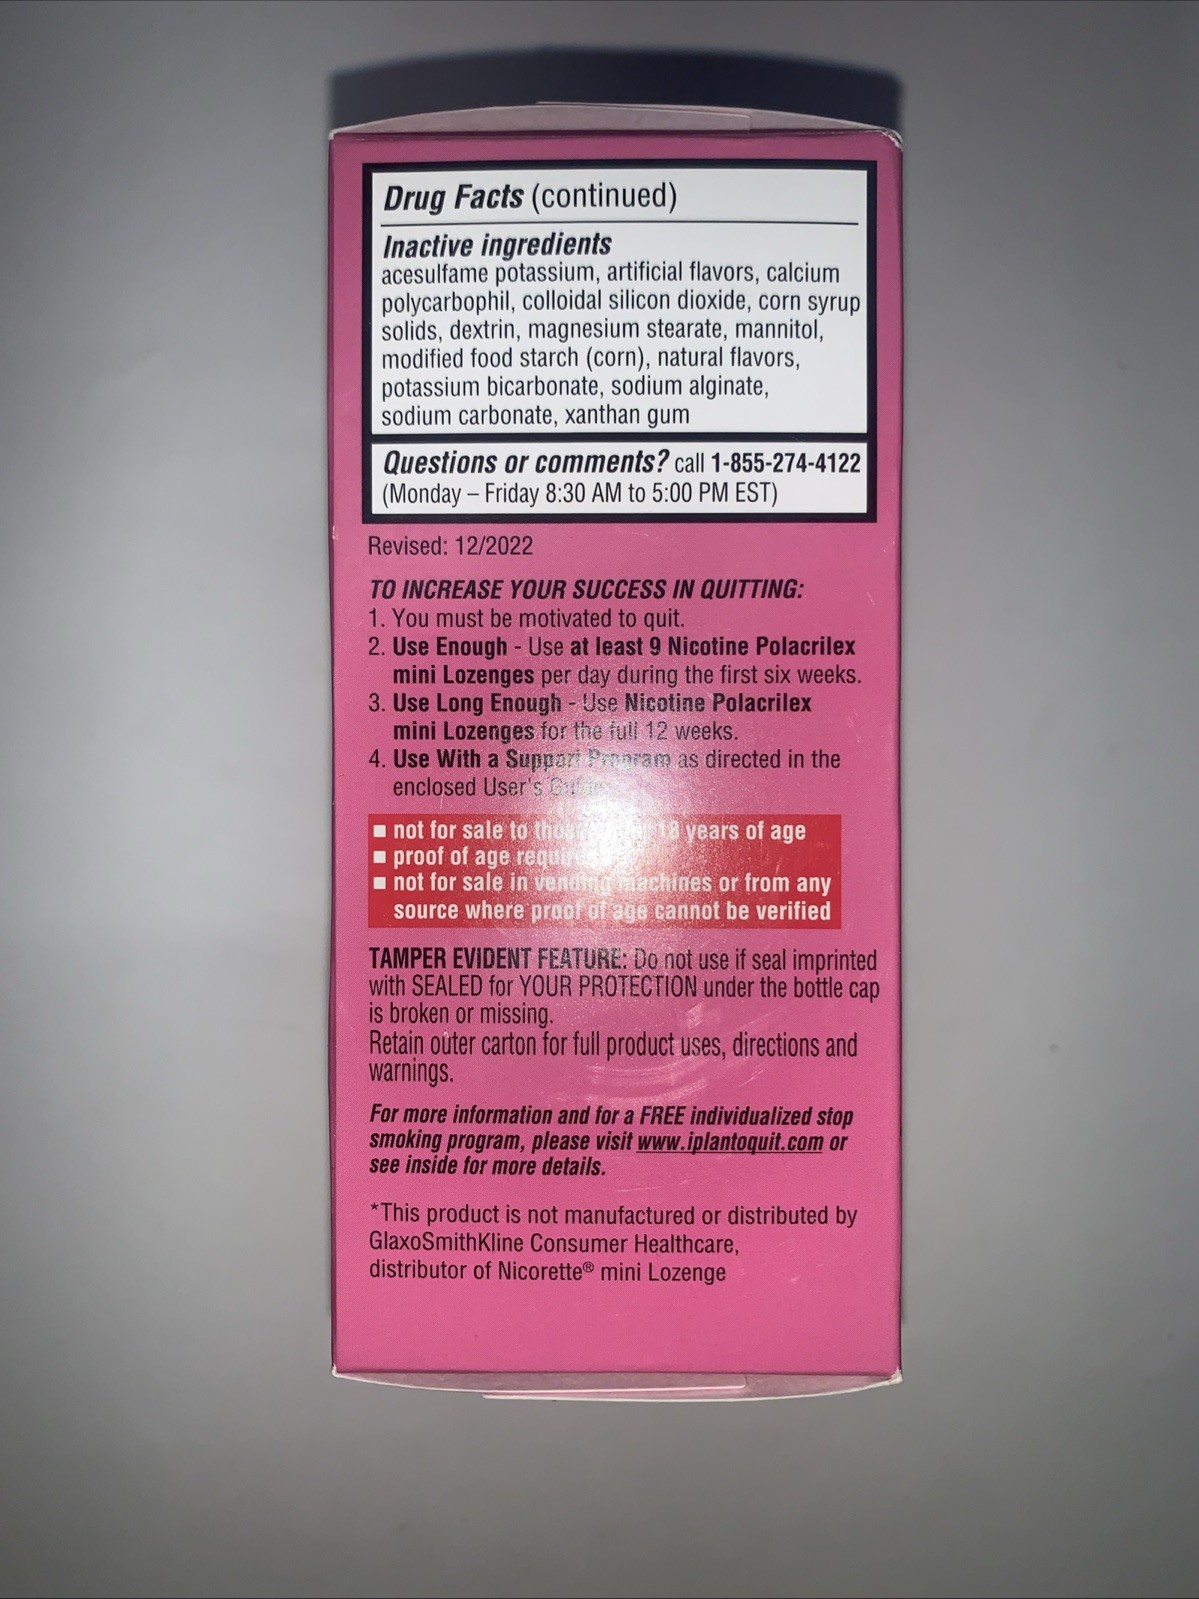 Drug Facts (continued)
Inactive ingredients
acesulfame potassium, artificial flavors, calcium
polycarbophil, colloidal silicon dioxide, corn syrup
solids, dextrin, magnesium stearate, mannitol,
modified food starch (corn), natural flavors,
potassium bicarbonate, sodium alginate,
sodium carbonate, xanthan gum
Questions or comments? call 1-855-274-4122
(Monday – Friday 8:30 AM to 5:00 PM EST)
Revised: 12/2022
TO INCREASE YOUR SUCCESS IN QUITTING:
1. You must be motivated to quit.
2. Use Enough - Use at least 9 Nicotine Polacrilex
mini Lozenges per day during the first six weeks.
3. Use Long Enough - Use Nicotine Polacrilex
mini Lozenges for the full 12 weeks.
4. Use With a Support Program as directed in the
enclosed User's
■ not for sale to 18 years of age
■ proof of age
■ not for sale in vending machines or from any
source where proof of age cannot be verified
TAMPER EVIDENT FEATURE: Do not use if seal imprinted
with SEALED for YOUR PROTECTION under the bottle cap
is broken or missing.
Retain outer carton for full product uses, directions and
warnings.
For more information and for a FREE individualized stop
smoking program, please visit www.iplantoquit.com or
see inside for more details.
*This product is not manufactured or distributed by
GlaxoSmithKline Consumer Healthcare,
distributor of Nicorette® mini Lozenge